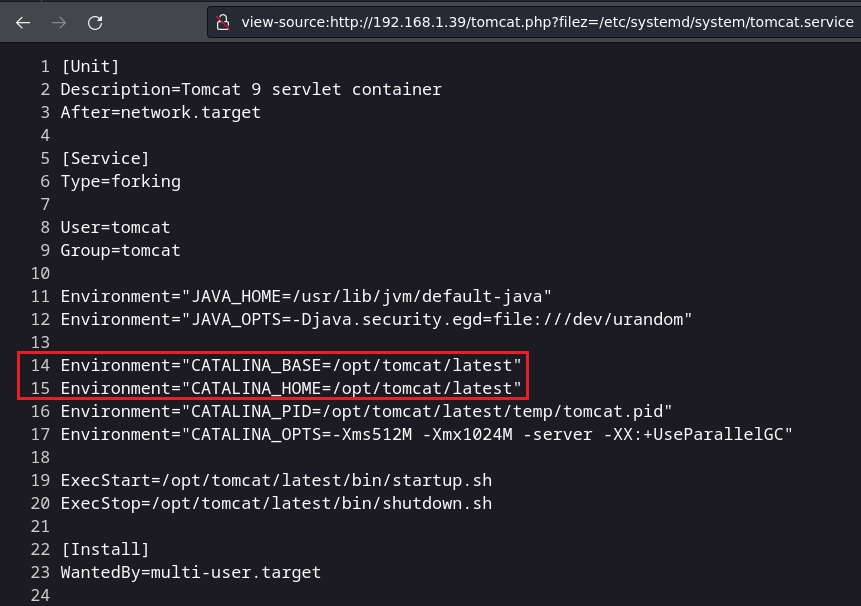 view-source:http://192.168.1.39/tomcat.php?filez=/etc/systemd/system/tomcat.service
1 [Unit]
2 Description=Tomcat 9 servlet container
3 After=network.target
4
5 [Service]
6 Type=forking
7
8 User=tomcat
9 Group=tomcat
10
11 Environment="JAVA_HOME=/usr/lib/jvm/default-java"
12 Environment="JAVA_OPTS=-Djava.security.egd=file:///dev/urandom"
13
14 Environment="CATALINA_BASE=/opt/tomcat/latest"
15 Environment="CATALINA_HOME=/opt/tomcat/latest"
16 Environment="CATALINA_PID=/opt/tomcat/latest/temp/tomcat.pid"
17 Environment="CATALINA_OPTS=-Xms512M -Xmx1024M -server -XX:+UseParallelGC"
18
19 ExecStart=/opt/tomcat/latest/bin/startup.sh
20 ExecStop=/opt/tomcat/latest/bin/shutdown.sh
21
22 [Install]
23 WantedBy=multi-user.target
24